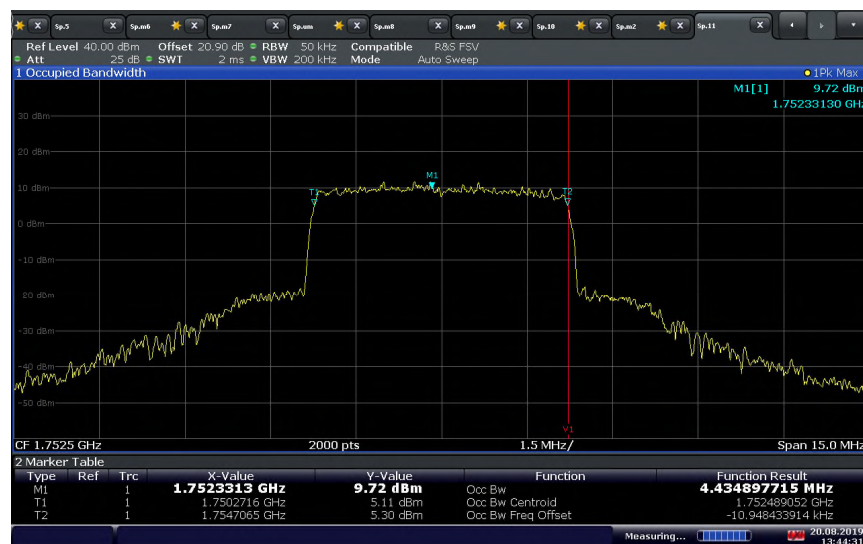 X Sp.5 X Sp.m6 X Sp.m7 X Sp.um X Sp.m8 X Sp.m9 X Sp.10 X Sp.m2 X Sp.11 X
Ref Level 40.00 dBm Offset 20.90 dB RBW 50 kHz Compatible R&S FSV
Att 25 dB SWT 2 ms VBW 200 kHz Mode Auto Sweep
1 Occupied Bandwidth 1Pk Max
M1[1] 9.72 dBm
1.75233130 GHz
30 dBm
20 dBm
M1
10 dBm
T1 T2
0 dBm
-10 dBm
20 dBm
-30 dBm
-40 dBm
-50 dBm
V1
CF 1.7525 GHz 2000 pts 1.5 MHz/ Span 15.0 MHz
2 Marker Table
Type Ref Trc X-Value Y-Value Function Function Result
M1 1 1.7523313 GHz 9.72 dBm Occ Bw 4.434897715 MHz
T1 1 1.7502716 GHz 5.11 dBm Occ Bw Centroid 1.752489052 GHz
T2 1 1.7547065 GHz 5.30 dBm Occ Bw Freq Offset -10.948433914 kHz
Measuring... 20.08.2019
13:44:31